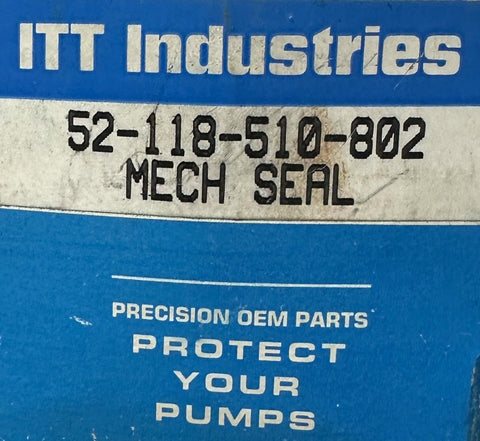 ITT Industries
52-118-510-802
MECH SEAL
PRECISION OEM PARTS
PROTECT
YOUR
PUMPS